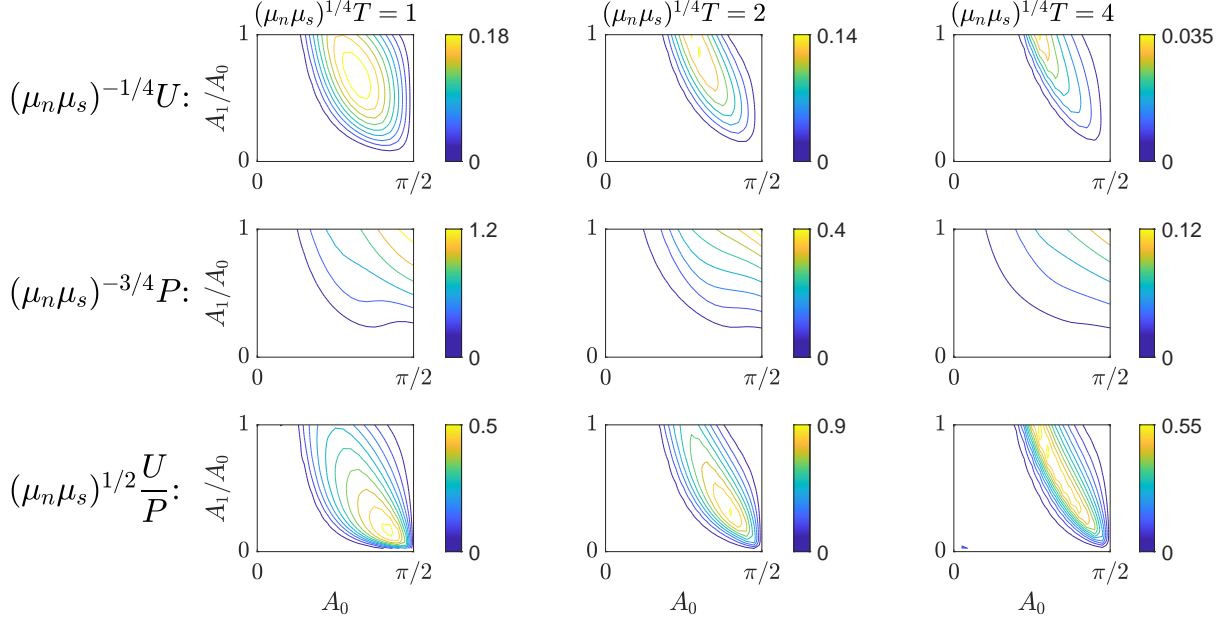 (μ_nμ_s)^{1/4}T = 1
(μ_nμ_s)^{1/4}T = 2
(μ_nμ_s)^{1/4}T = 4
(μ_nμ_s)^{-1/4}U:
A_1/A_0
1
0
0
π/2
0.18
0
1
0
0
π/2
0.14
0
1
0
0
π/2
0.035
0
(μ_nμ_s)^{-3/4}P:
A_1/A_0
1
0
0
π/2
1.2
0
1
0
0
π/2
0.4
0
1
0
0
π/2
0.12
0
(μ_nμ_s)^{1/2}\frac{U}{P}:
A_1/A_0
1
0
0
π/2
0.5
0
1
0
0
π/2
0.9
0
1
0
0
π/2
0.55
0
A_0
A_0
A_0